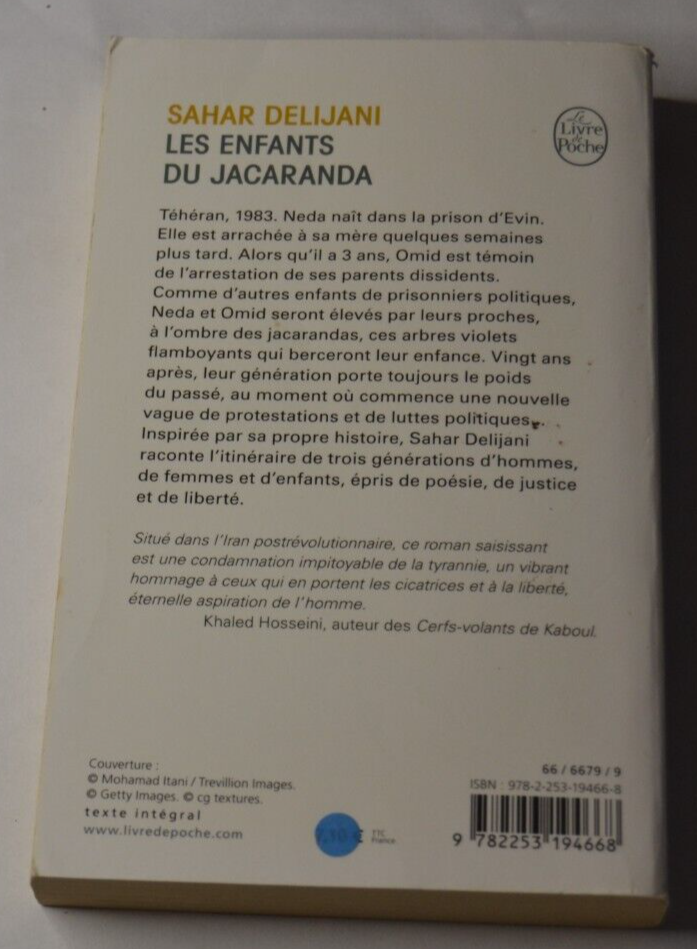 SAHAR DELIJANI
LES ENFANTS
DU JACARANDA
Le
Livre
de
Poche
Téhéran, 1983. Neda naît dans la prison d'Evin.
Elle est arrachée à sa mère quelques semaines
plus tard. Alors qu'il a 3 ans, Omid est témoin
de l'arrestation de ses parents dissidents.
Comme d'autres enfants de prisonniers politiques,
Neda et Omid seront élevés par leurs proches,
à l'ombre des jacarandas, ces arbres violets
flamboyants qui berceront leur enfance. Vingt ans
après, leur génération porte toujours le poids
du passé, au moment où commence une nouvelle
vague de protestations et de luttes politiques...
Inspirée par sa propre histoire, Sahar Delijani
raconte l'itinéraire de trois générations d'hommes,
de femmes et d'enfants, épris de poésie, de justice
et de liberté.
Situé dans l'Iran postrévolutionnaire, ce roman saisissant
est une condamnation impitoyable de la tyrannie, un vibrant
hommage à ceux qui en portent les cicatrices et à la liberté,
éternelle aspiration de l'homme.
Khaled Hosseini, auteur des Cerfs-volants de Kaboul.
Couverture :
© Mohamad Itani / Trevillion Images.
© Getty Images. © cg textures.
texte intégral
www.livredepoche.com
7,10 € TTC
France
66 / 6679 / 9
ISBN : 978-2-253-19466-8
9 782253 194668